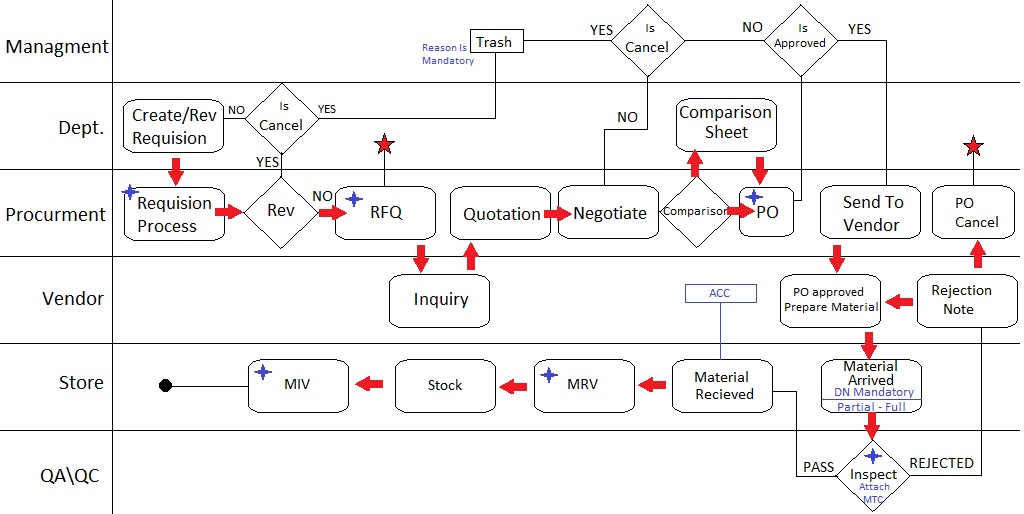 Managment
Reason Is
Mandatory
Trash
YES
Is
Cancel
NO
Is
Approved
YES
Dept.
Create/Rev
Requision
NO
Is
Cancel
YES
YES
NO
Comparison
Sheet
Procurment
Requision
Process
Rev
NO
RFQ
Quotation
Negotiate
Comparison
PO
Send To
Vendor
PO
Cancel
Vendor
Inquiry
ACC
PO approved
Prepare Material
Rejection
Note
Store
MIV
Stock
MRV
Material
Recieved
Material
Arrived
DN Mandatory
Partial - Full
QA\QC
PASS
Inspect
Attach
MTC
REJECTED